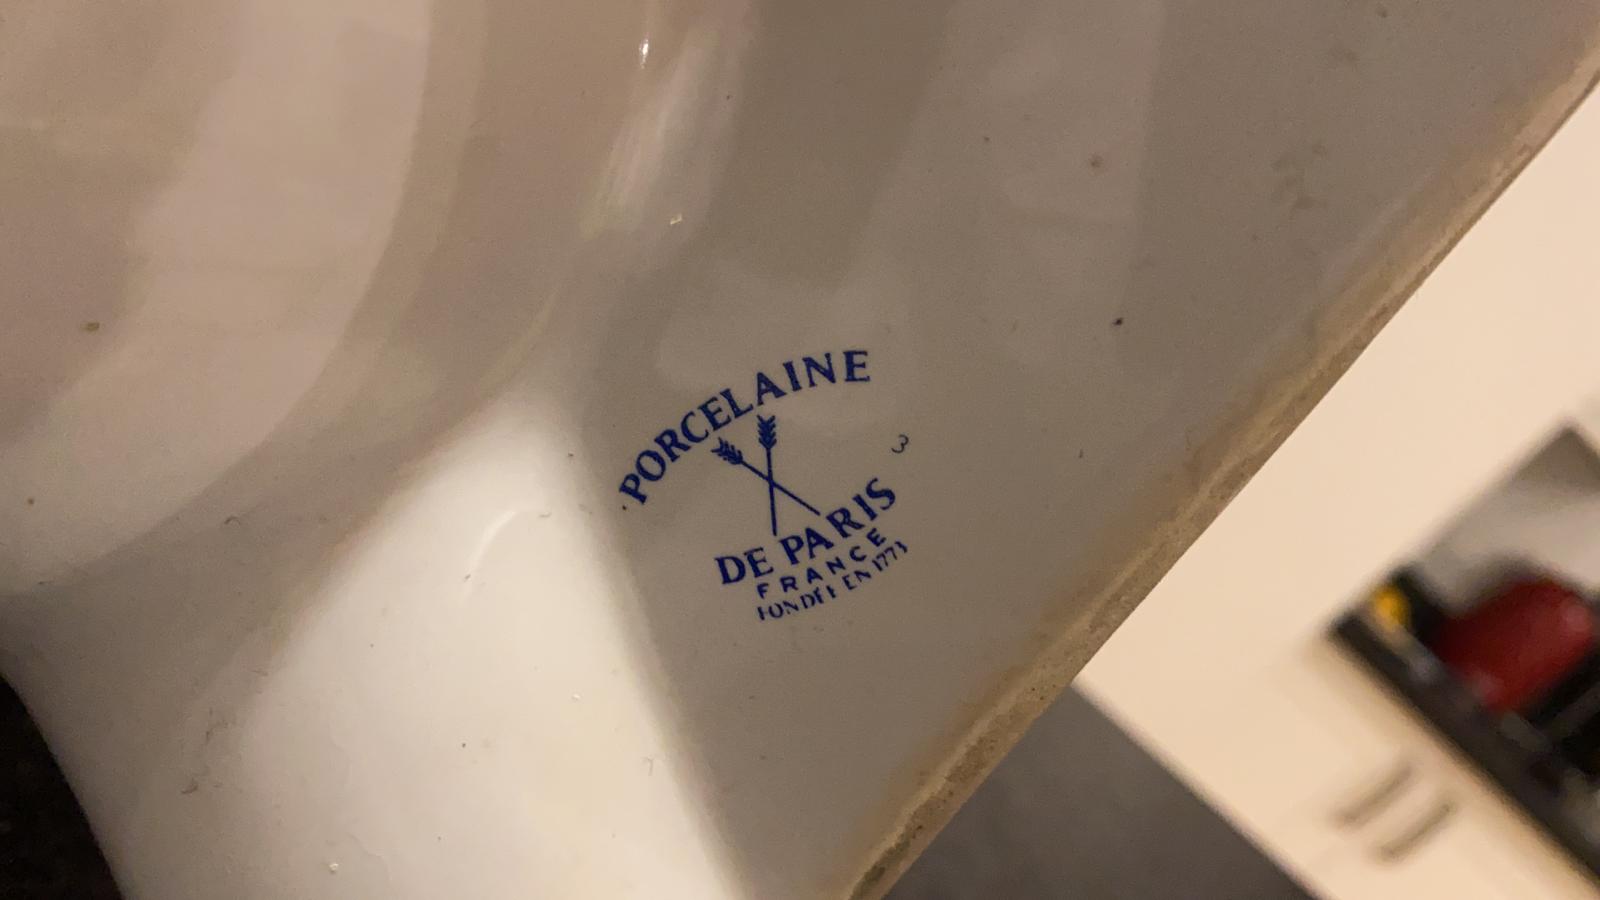 PORCELAINE
3
DE PARIS
FRANCE
FONDÉE EN 1773